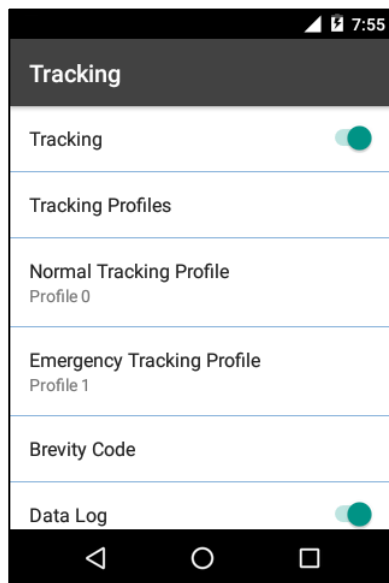 7:55
Tracking
Tracking
Tracking Profiles
Normal Tracking Profile
Profile 0
Emergency Tracking Profile
Profile 1
Brevity Code
Data Log